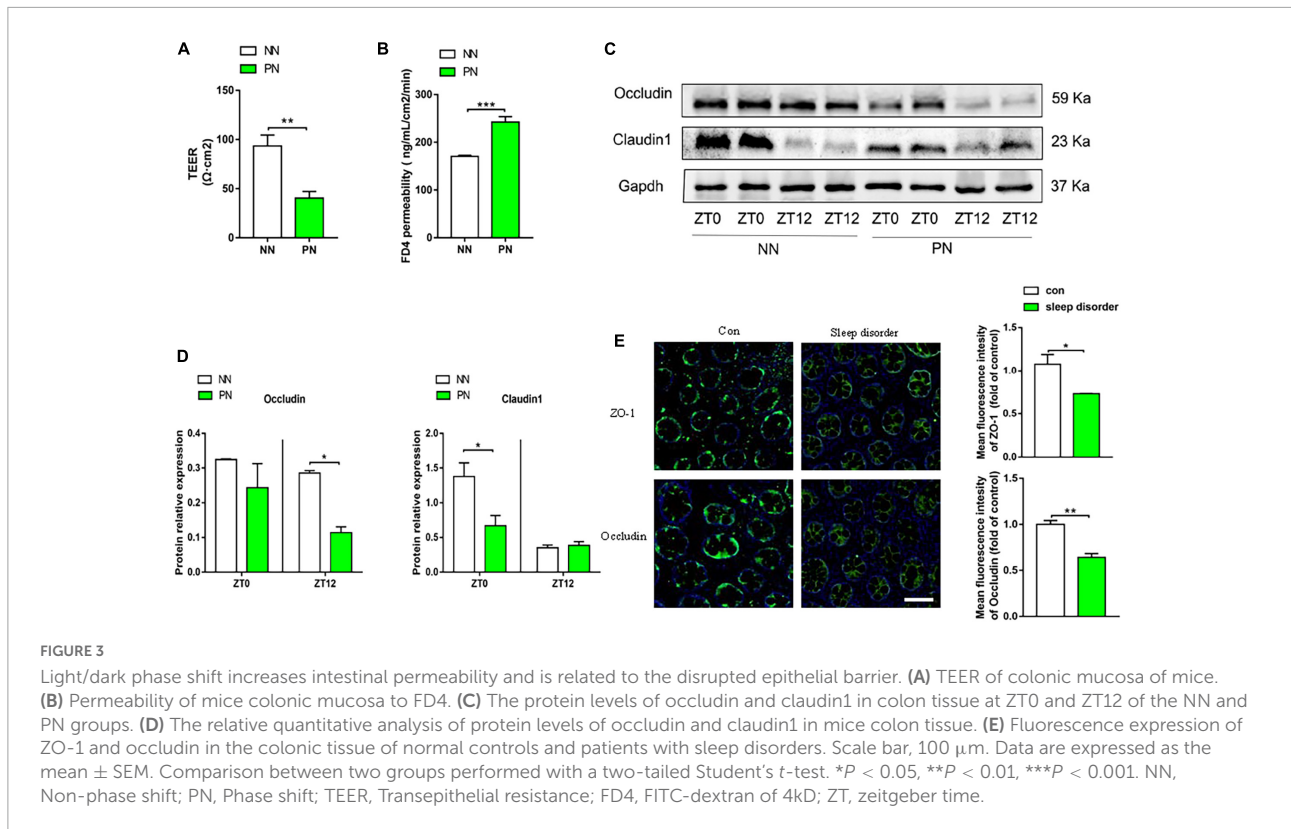 A
NN
PN
TEER
(Ω·cm2)
150
100
50
0
**
NN PN
B
NN
PN
FD4 permeability ( ng/mL/cm2/min)
300
200
100
0
***
NN PN
C
Occludin 59 Ka
Claudin1 23 Ka
Gapdh 37 Ka
ZT0 ZT0 ZT12 ZT12 ZT0 ZT0 ZT12 ZT12
NN PN
D
NN
PN
Occludin
Protein relative expression
0.4
0.3
0.2
0.1
0.0
*
ZT0 ZT12
NN
PN
Claudin1
Protein relative expression
2.0
1.5
1.0
0.5
0.0
*
ZT0 ZT12
E
Con Sleep disorder
ZO-1
Occludin
con
sleep disorder
Mean fluorescence intesity
of ZO-1 (fold of control)
1.5
1.0
0.5
0.0
*
Mean fluorescence intesity
of Occludin (fold of control)
1.5
1.0
0.5
0.0
**
FIGURE 3
Light/dark phase shift increases intestinal permeability and is related to the disrupted epithelial barrier. (A) TEER of colonic mucosa of mice.
(B) Permeability of mice colonic mucosa to FD4. (C) The protein levels of occludin and claudin1 in colon tissue at ZT0 and ZT12 of the NN and
PN groups. (D) The relative quantitative analysis of protein levels of occludin and claudin1 in mice colon tissue. (E) Fluorescence expression of
ZO-1 and occludin in the colonic tissue of normal controls and patients with sleep disorders. Scale bar, 100 μm. Data are expressed as the
mean ± SEM. Comparison between two groups performed with a two-tailed Student's t-test. *P < 0.05, **P < 0.01, ***P < 0.001. NN,
Non-phase shift; PN, Phase shift; TEER, Transepithelial resistance; FD4, FITC-dextran of 4kD; ZT, zeitgeber time.